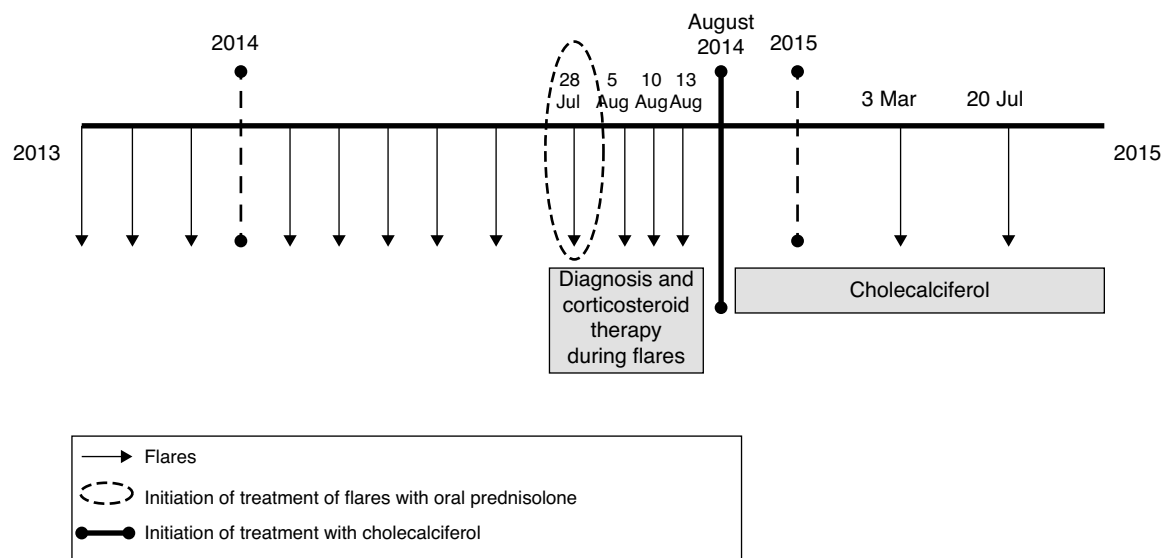 2014
August
2014
2015
28
Jul
5
Aug
10
Aug
13
Aug
3 Mar
20 Jul
2013
2015
Diagnosis and
corticosteroid
therapy
during flares
Cholecalciferol
Flares
Initiation of treatment of flares with oral prednisolone
Initiation of treatment with cholecalciferol